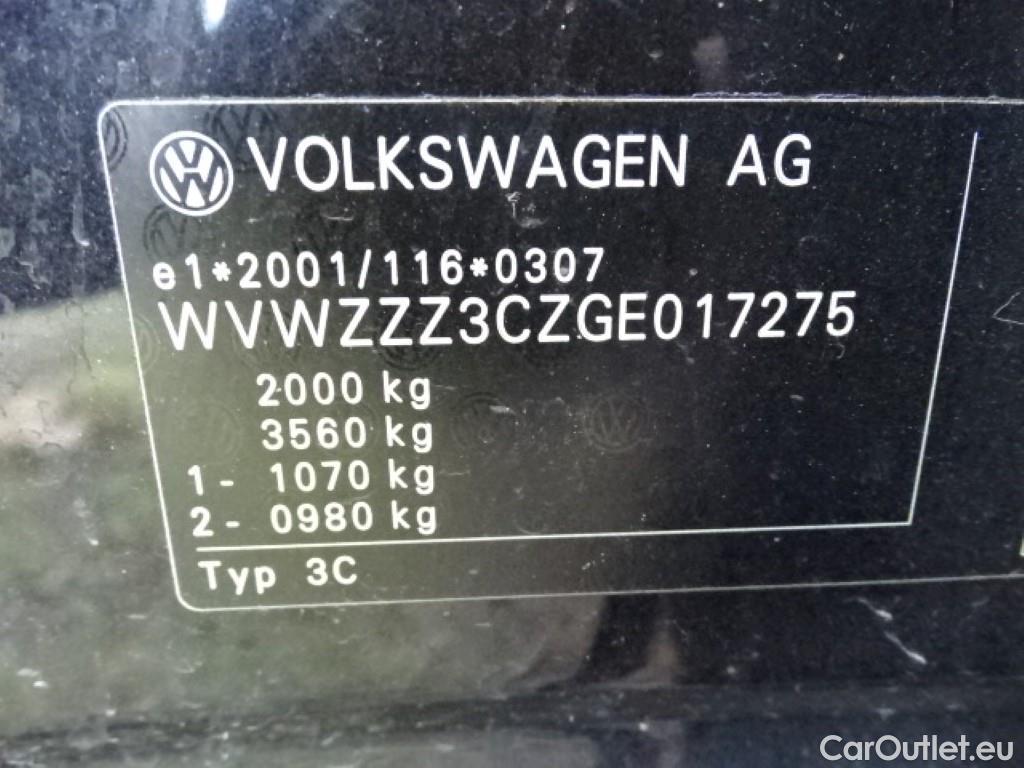 VOLKSWAGEN AG
e1*2001/116*0307
WVWZZZ3CZGE017275
2000 kg
3560 kg
1- 1070 kg
2- 0980 kg
Typ 3C
CarOutlet.eu